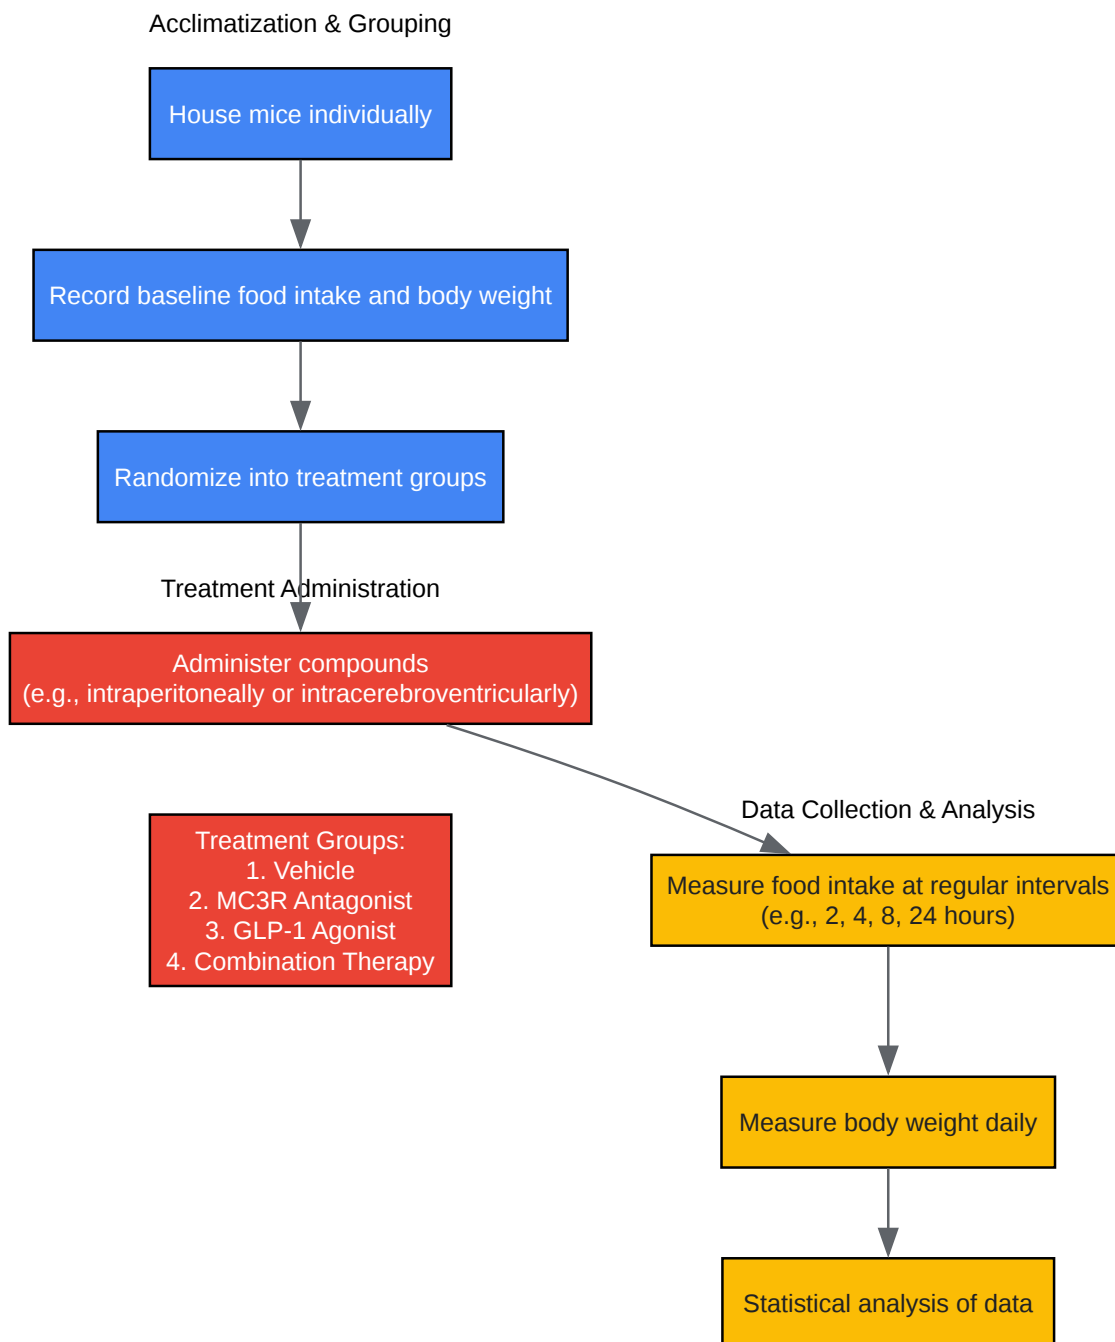 Acclimatization & Grouping
House mice individually
Record baseline food intake and body weight
Randomize into treatment groups
Treatment Administration
Administer compounds
(e.g., intraperitoneally or intracerebroventricularly)
Treatment Groups:
1. Vehicle
2. MC3R Antagonist
3. GLP-1 Agonist
4. Combination Therapy
Data Collection & Analysis
Measure food intake at regular intervals
(e.g., 2, 4, 8, 24 hours)
Measure body weight daily
Statistical analysis of data